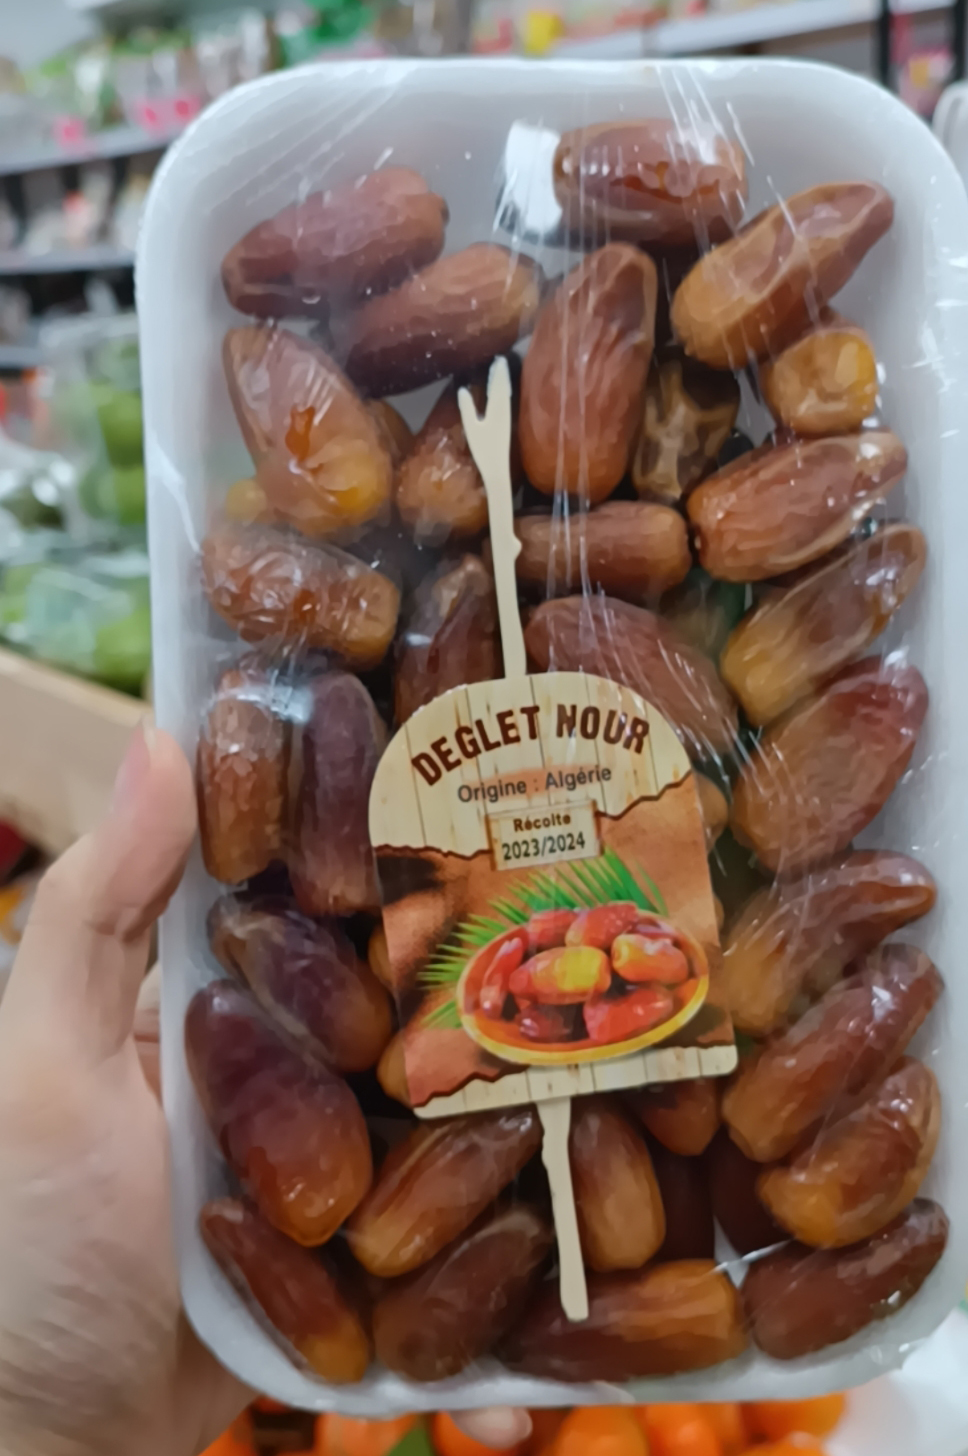 DEGLET NOUR
Origine : Algérie
Récolte
2023/2024